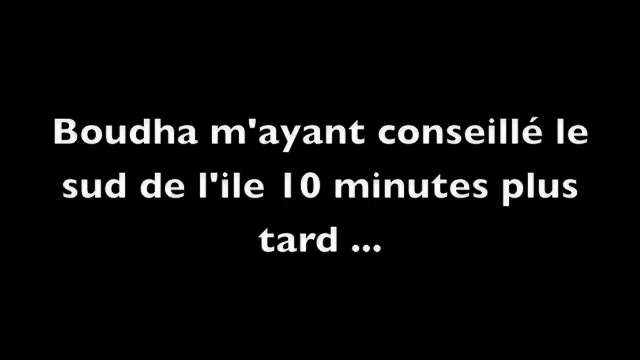 Boudha m'ayant conseillé le
sud de l'ile 10 minutes plus
tard ...